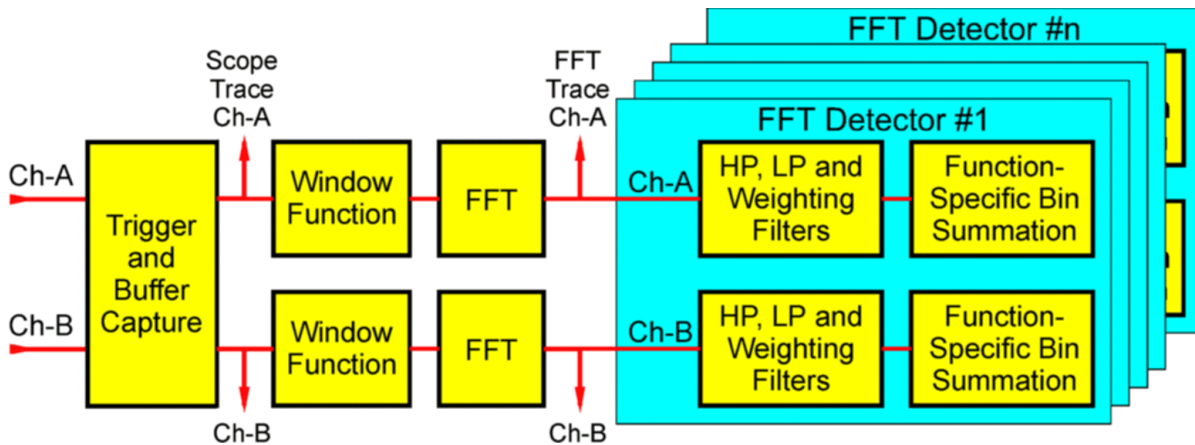 FFT Detector #n
Scope
Trace
Ch-A
FFT
Trace
Ch-A
FFT Detector #1
Ch-A
Trigger
and
Buffer
Capture
Window
Function
FFT
Ch-A
HP, LP and
Weighting
Filters
Function-
Specific Bin
Summation
Ch-B
Window
Function
FFT
Ch-B
HP, LP and
Weighting
Filters
Function-
Specific Bin
Summation
Ch-B
Ch-B